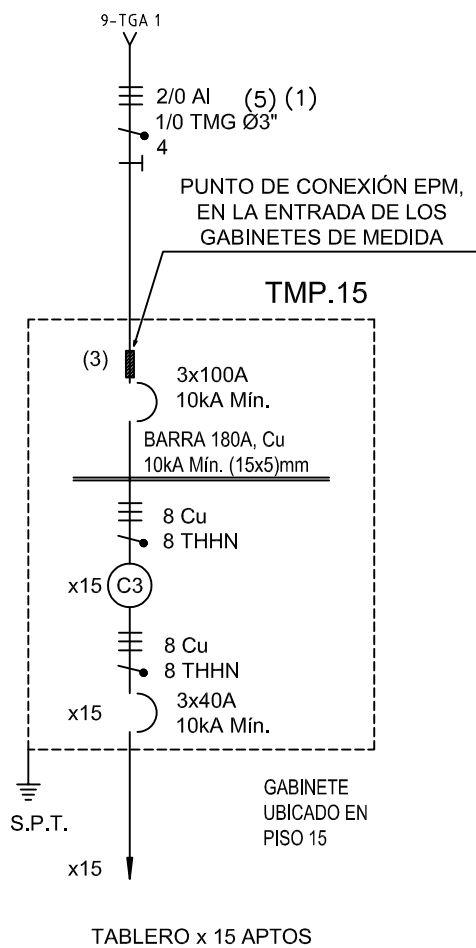 9-TGA 1
2/0 Al (5) (1)
1/0 TMG Ø3"
4
PUNTO DE CONEXIÓN EPM,
EN LA ENTRADA DE LOS
GABINETES DE MEDIDA
TMP.15
(3)
3x100A
10kA Mín.
BARRA 180A, Cu
10kA Mín. (15x5)mm
8 Cu
8 THHN
x15 C3
8 Cu
8 THHN
x15
3x40A
10kA Mín.
S.P.T.
GABINETE
UBICADO EN
PISO 15
x15
TABLERO x 15 APTOS